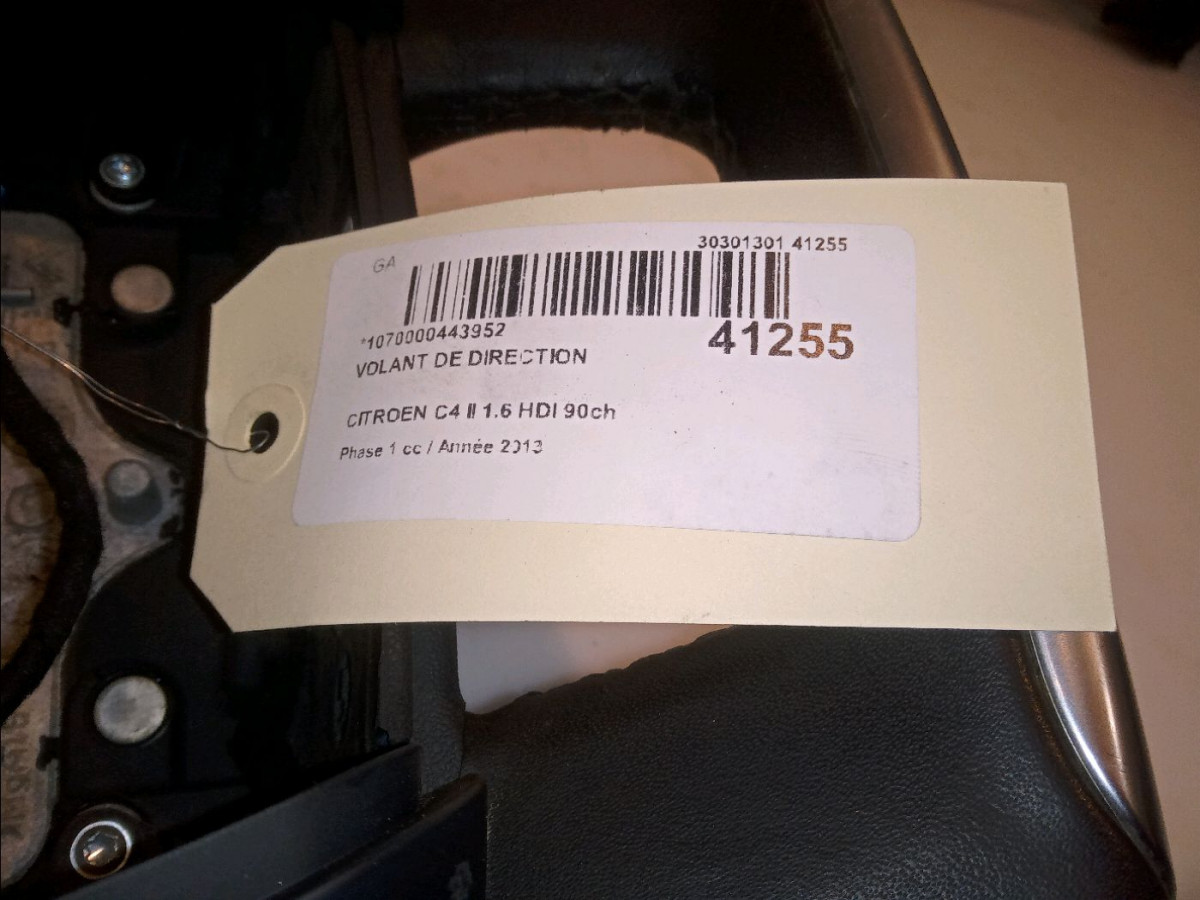 30301301 41255
GA
*1070000443952
41255
VOLANT DE DIRECTION
CITROEN C4 II 1.6 HDI 90ch
Phase 1 cc / Année 2013